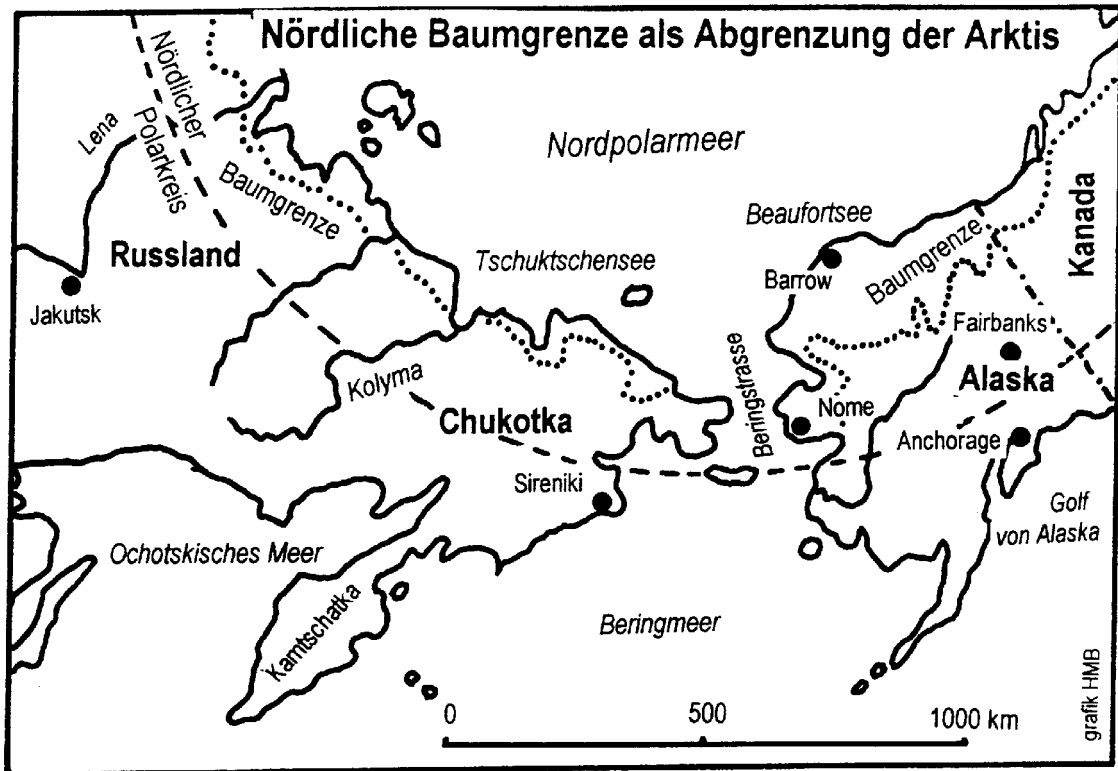 Nördliche Baumgrenze als Abgrenzung der Arktis
Nördlicher
Polarkreis
Lena
Baumgrenze
Nordpolarmeer
Beaufortsee
Kanada
Russland
Tschuktschensee
Barrow
Baumgrenze
Jakutsk
Fairbanks
Alaska
Kolyma
Beringstrasse
Nome
Chukotka
Anchorage
Sireniki
Golf
von Alaska
Ochotskisches Meer
Kamtschatka
Beringmeer
grafik HMB
0 500 1000 km